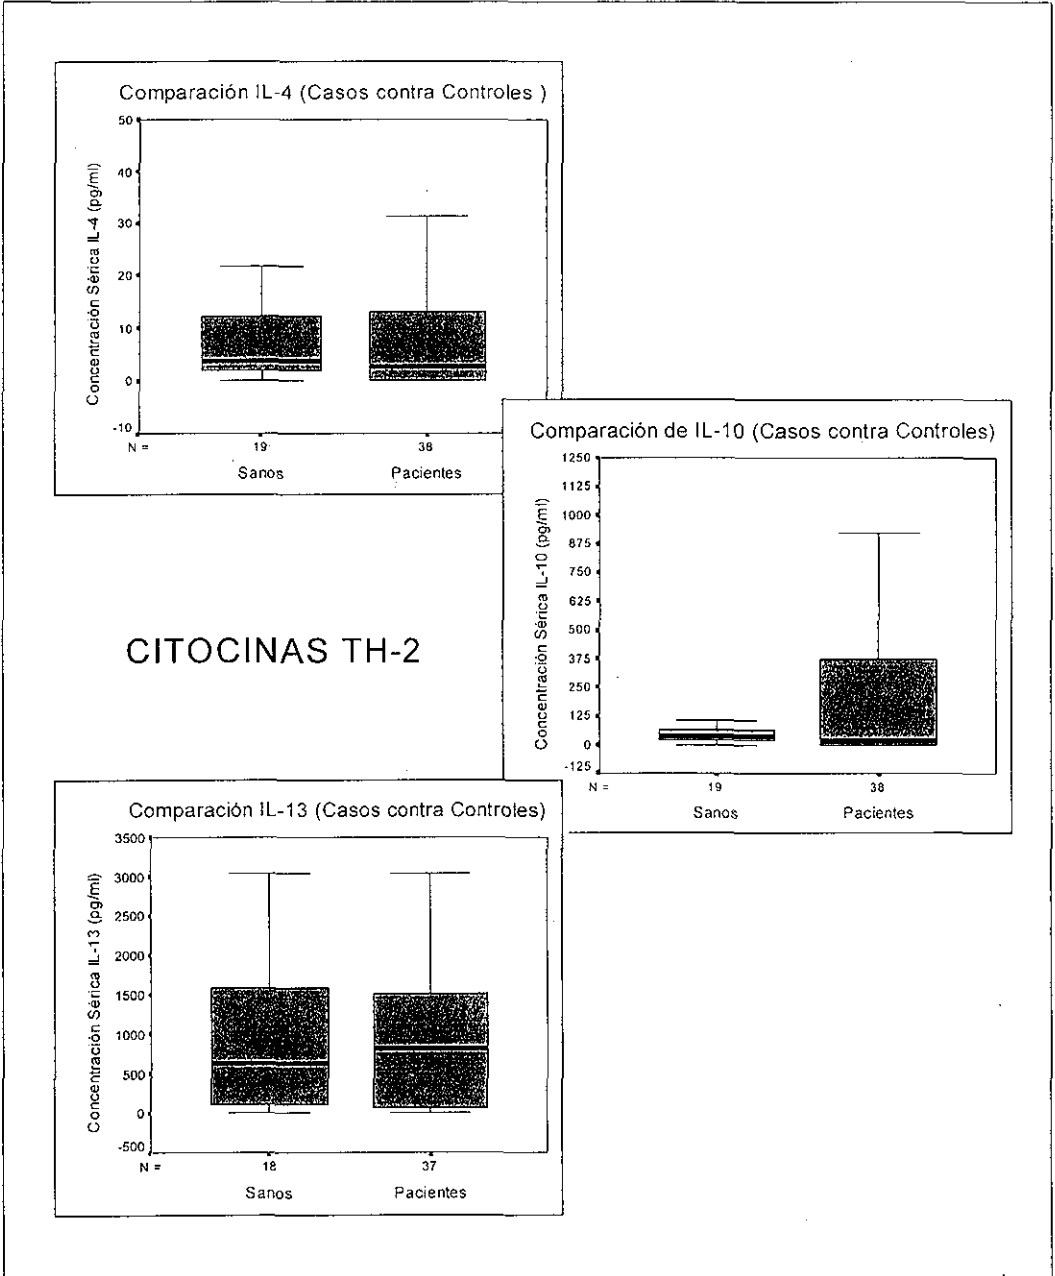 Comparación IL-4 (Casos contra Controles )
Concentración Sérica IL-4 (pg/ml)
50
40
30
20
10
0
-10
N = 19 38
Sanos Pacientes
Comparación de IL-10 (Casos contra Controles)
Concentración Sérica IL-10 (pg/ml)
1250
1125
1000
875
750
625
500
375
250
125
0
-125
N = 19 38
Sanos Pacientes
CITOCINAS TH-2
Comparación IL-13 (Casos contra Controles)
Concentración Sérica IL-13 (pg/ml)
3500
3000
2500
2000
1500
1000
500
0
-500
N = 18 37
Sanos Pacientes